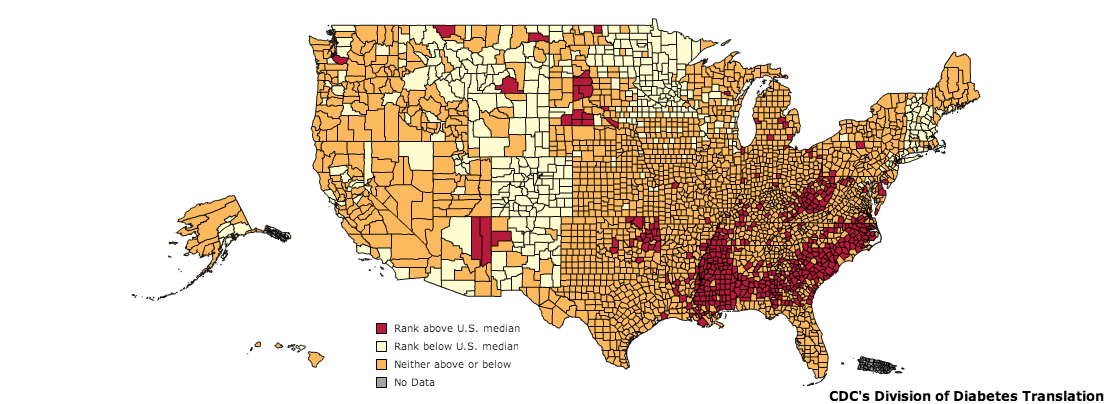 Rank above U.S. median
Rank below U.S. median
Neither above or below
No Data
CDC's Division of Diabetes Translation